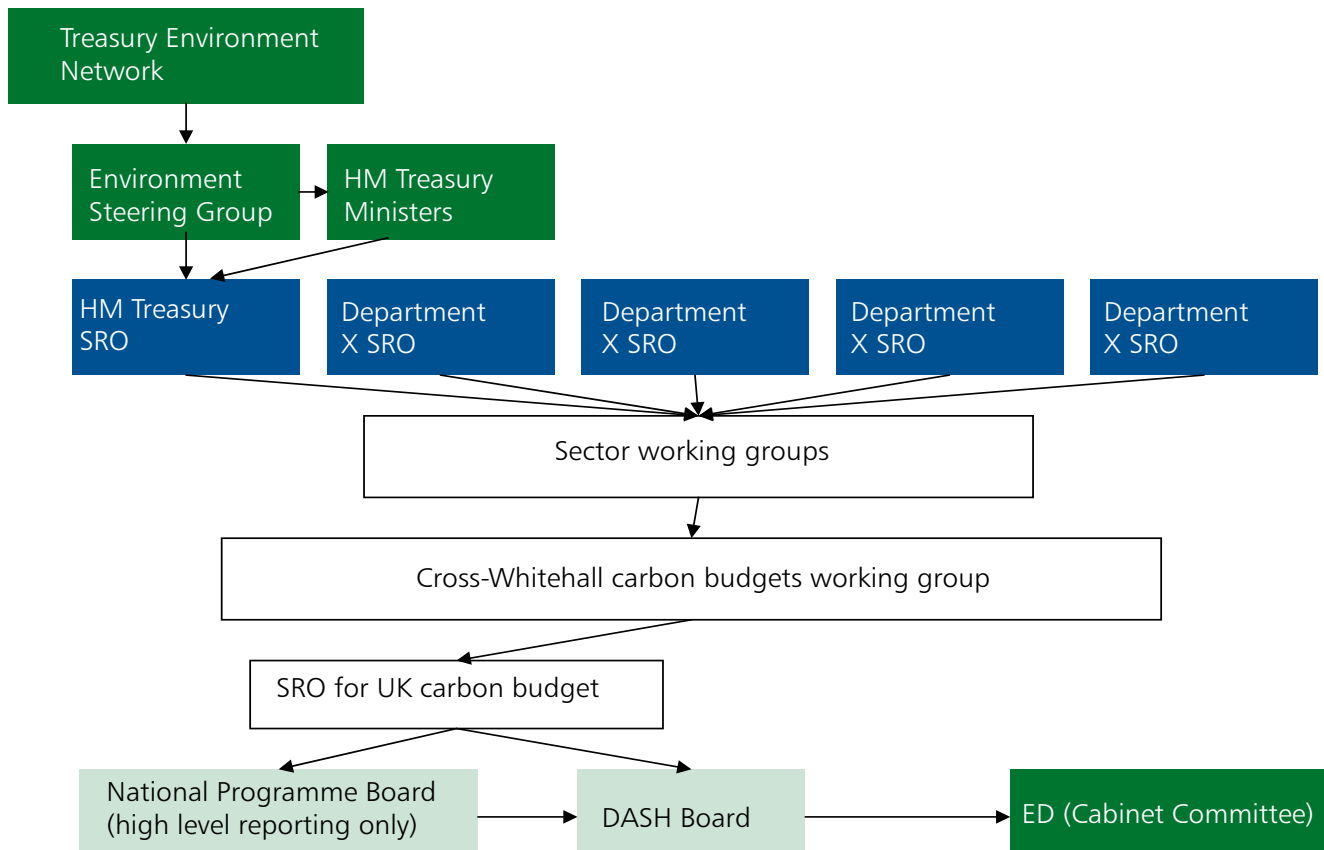 Treasury Environment
Network
Environment
Steering Group
HM Treasury
Ministers
HM Treasury
SRO
Department
X SRO
Department
X SRO
Department
X SRO
Department
X SRO
Sector working groups
Cross-Whitehall carbon budgets working group
SRO for UK carbon budget
National Programme Board
(high level reporting only)
DASH Board
ED (Cabinet Committee)